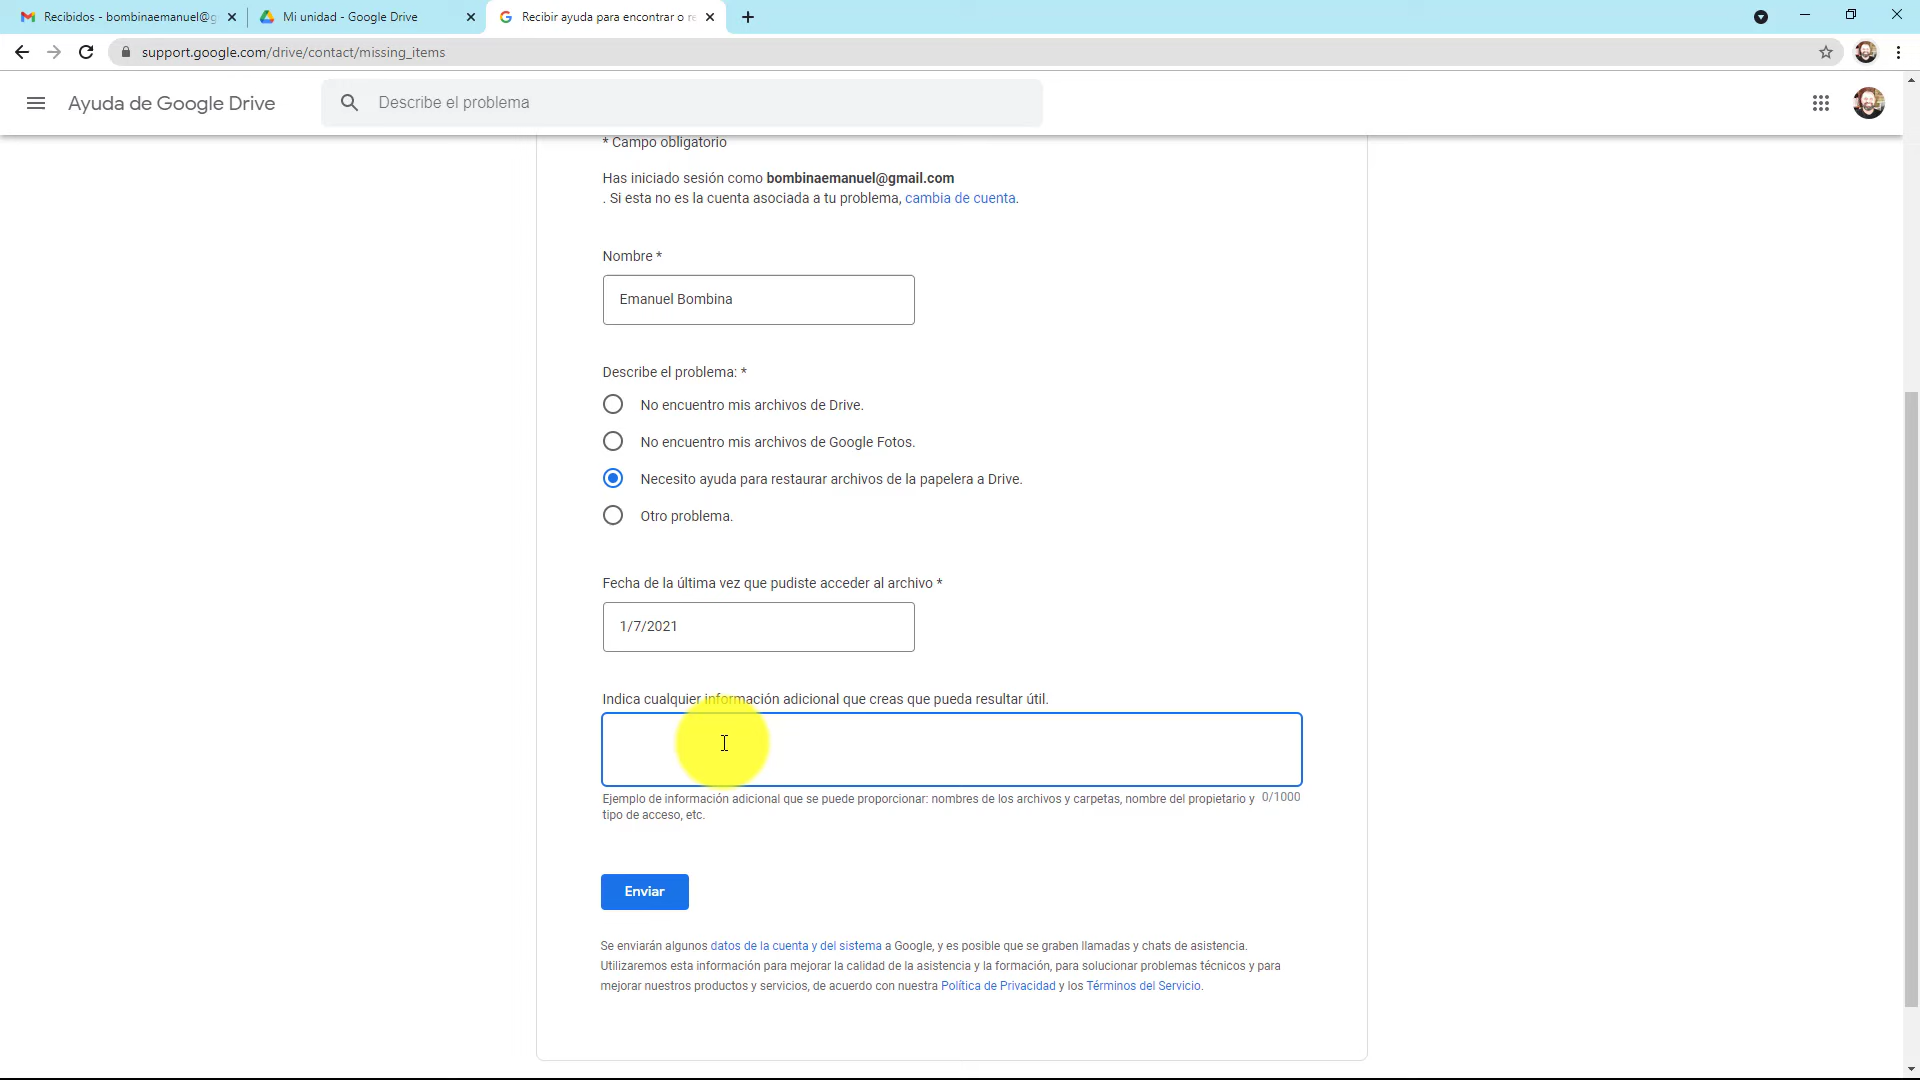 Recibidos - bombinaemanuel@g
Mi unidad - Google Drive
Recibir ayuda para encontrar o re
support.google.com/drive/contact/missing_items
Ayuda de Google Drive
Describe el problema
* Campo obligatorio
Has iniciado sesión como bombinaemanuel@gmail.com
. Si esta no es la cuenta asociada a tu problema, cambia de cuenta.
Nombre *
Emanuel Bombina
Describe el problema: *
No encuentro mis archivos de Drive.
No encuentro mis archivos de Google Fotos.
Necesito ayuda para restaurar archivos de la papelera a Drive.
Otro problema.
Fecha de la última vez que pudiste acceder al archivo *
1/7/2021
Indica cualquier información adicional que creas que pueda resultar útil.
Ejemplo de información adicional que se puede proporcionar: nombres de los archivos y carpetas, nombre del propietario y 0/1000
tipo de acceso, etc.
Enviar
Se enviarán algunos datos de la cuenta y del sistema a Google, y es posible que se graben llamadas y chats de asistencia.
Utilizaremos esta información para mejorar la calidad de la asistencia y la formación, para solucionar problemas técnicos y para
mejorar nuestros productos y servicios, de acuerdo con nuestra Política de Privacidad y los Términos del Servicio.